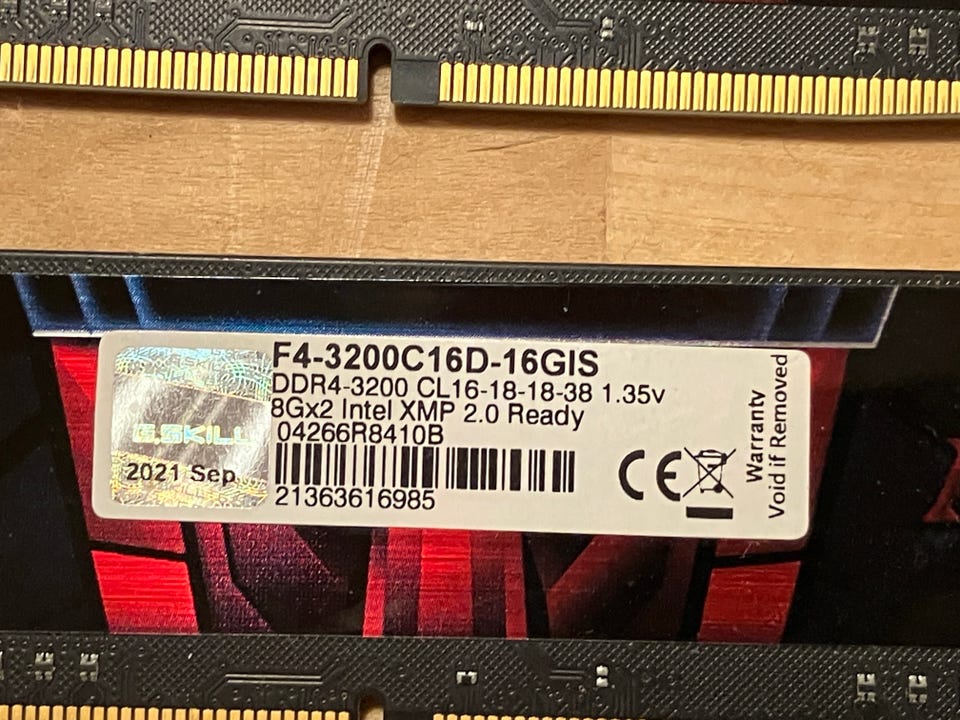 F4-3200C16D-16GIS
DDR4-3200 CL16-18-18-38 1.35v
8Gx2 Intel XMP 2.0 Ready
04266R8410B
G.SKILL
2021 Sep
21363616985
CE
Warranty
Void if Removed